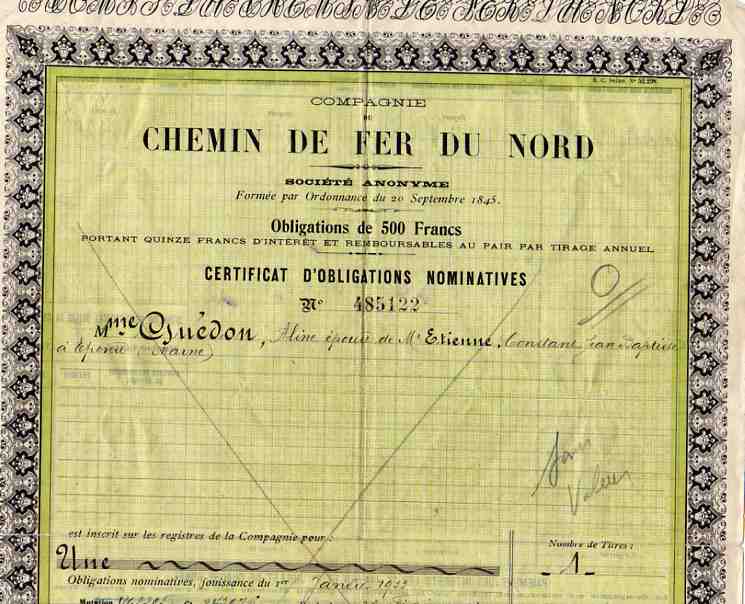 COMPAGNIE
DU
CHEMIN DE FER DU NORD
SOCIÉTÉ ANONYME
Formée par Ordonnance du 20 Septembre 1845.
Obligations de 500 Francs
PORTANT QUINZE FRANCS D'INTÉRÊT ET REMBOURSABLES AU PAIR PAR TIRAGE ANNUEL
CERTIFICAT D'OBLIGATIONS NOMINATIVES
N° 485122
Mme Guédon, Aline épouse de Mr Etienne, Constant Jean Baptiste
à
sans
Valeur
est inscrit sur les registres de la Compagnie pour :
Nombre de Titres :
Une
1
Obligations nominatives, jouissance du 1er